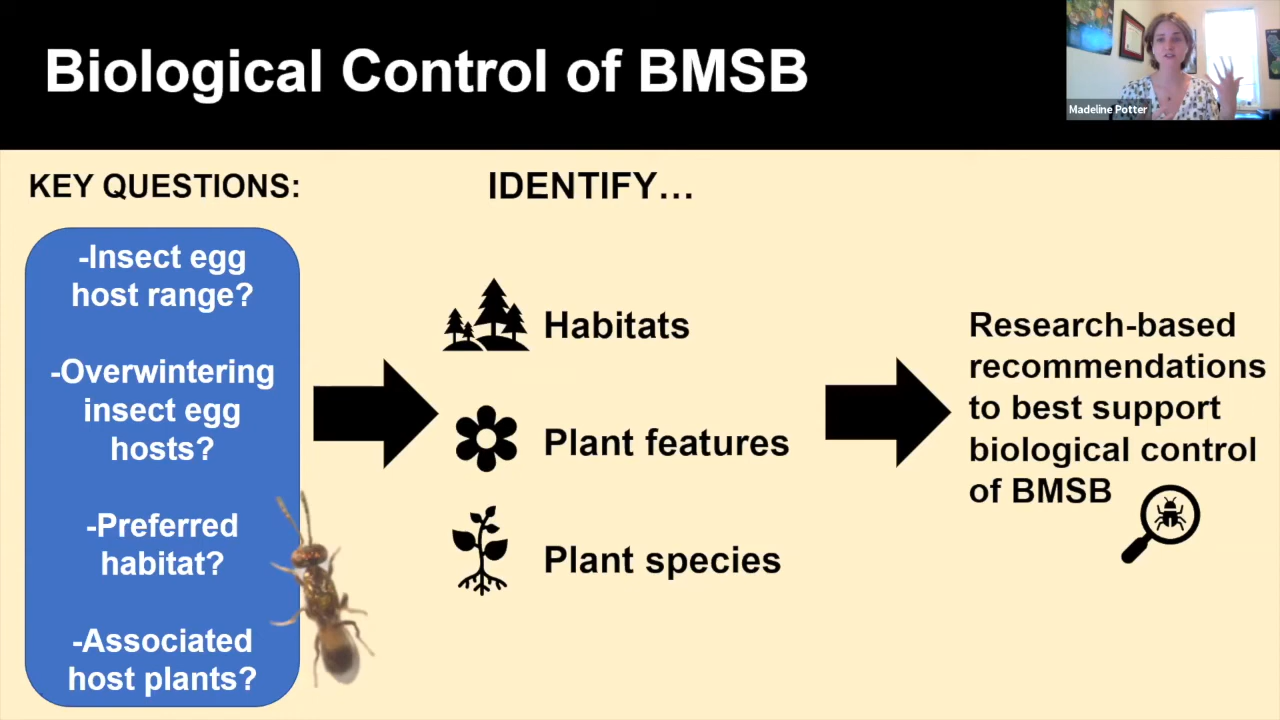 Biological Control of BMSB
Madeline Potter
KEY QUESTIONS:
-Insect egg
host range?
-Overwintering
insect egg
hosts?
-Preferred
habitat?
-Associated
host plants?
IDENTIFY…
Habitats
Plant features
Plant species
Research-based
recommendations
to best support
biological control
of BMSB